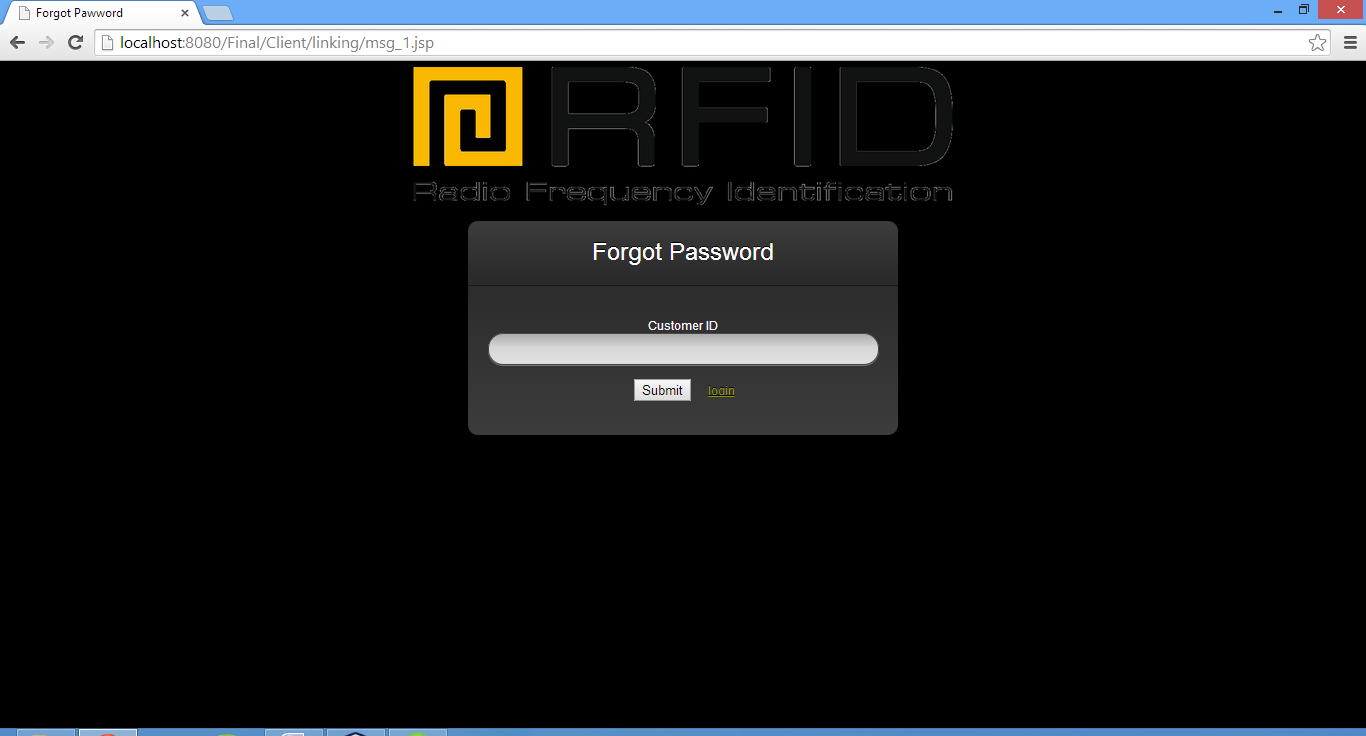 Forgot Pawword
localhost:8080/Final/Client/linking/msg_1.jsp
RFID
Radio Frequency Identification
Forgot Password
Customer ID
Submit login